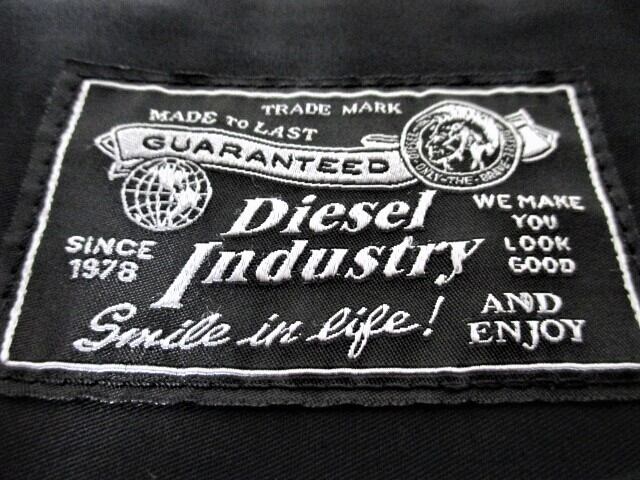 TRADE MARK
MADE TO LAST
GUARANTEED
ONLY-THE-BRAVE
Diesel
Industry
SINCE
1978
WE MAKE
YOU
LOOK
GOOD
Smile in life!
AND
ENJOY